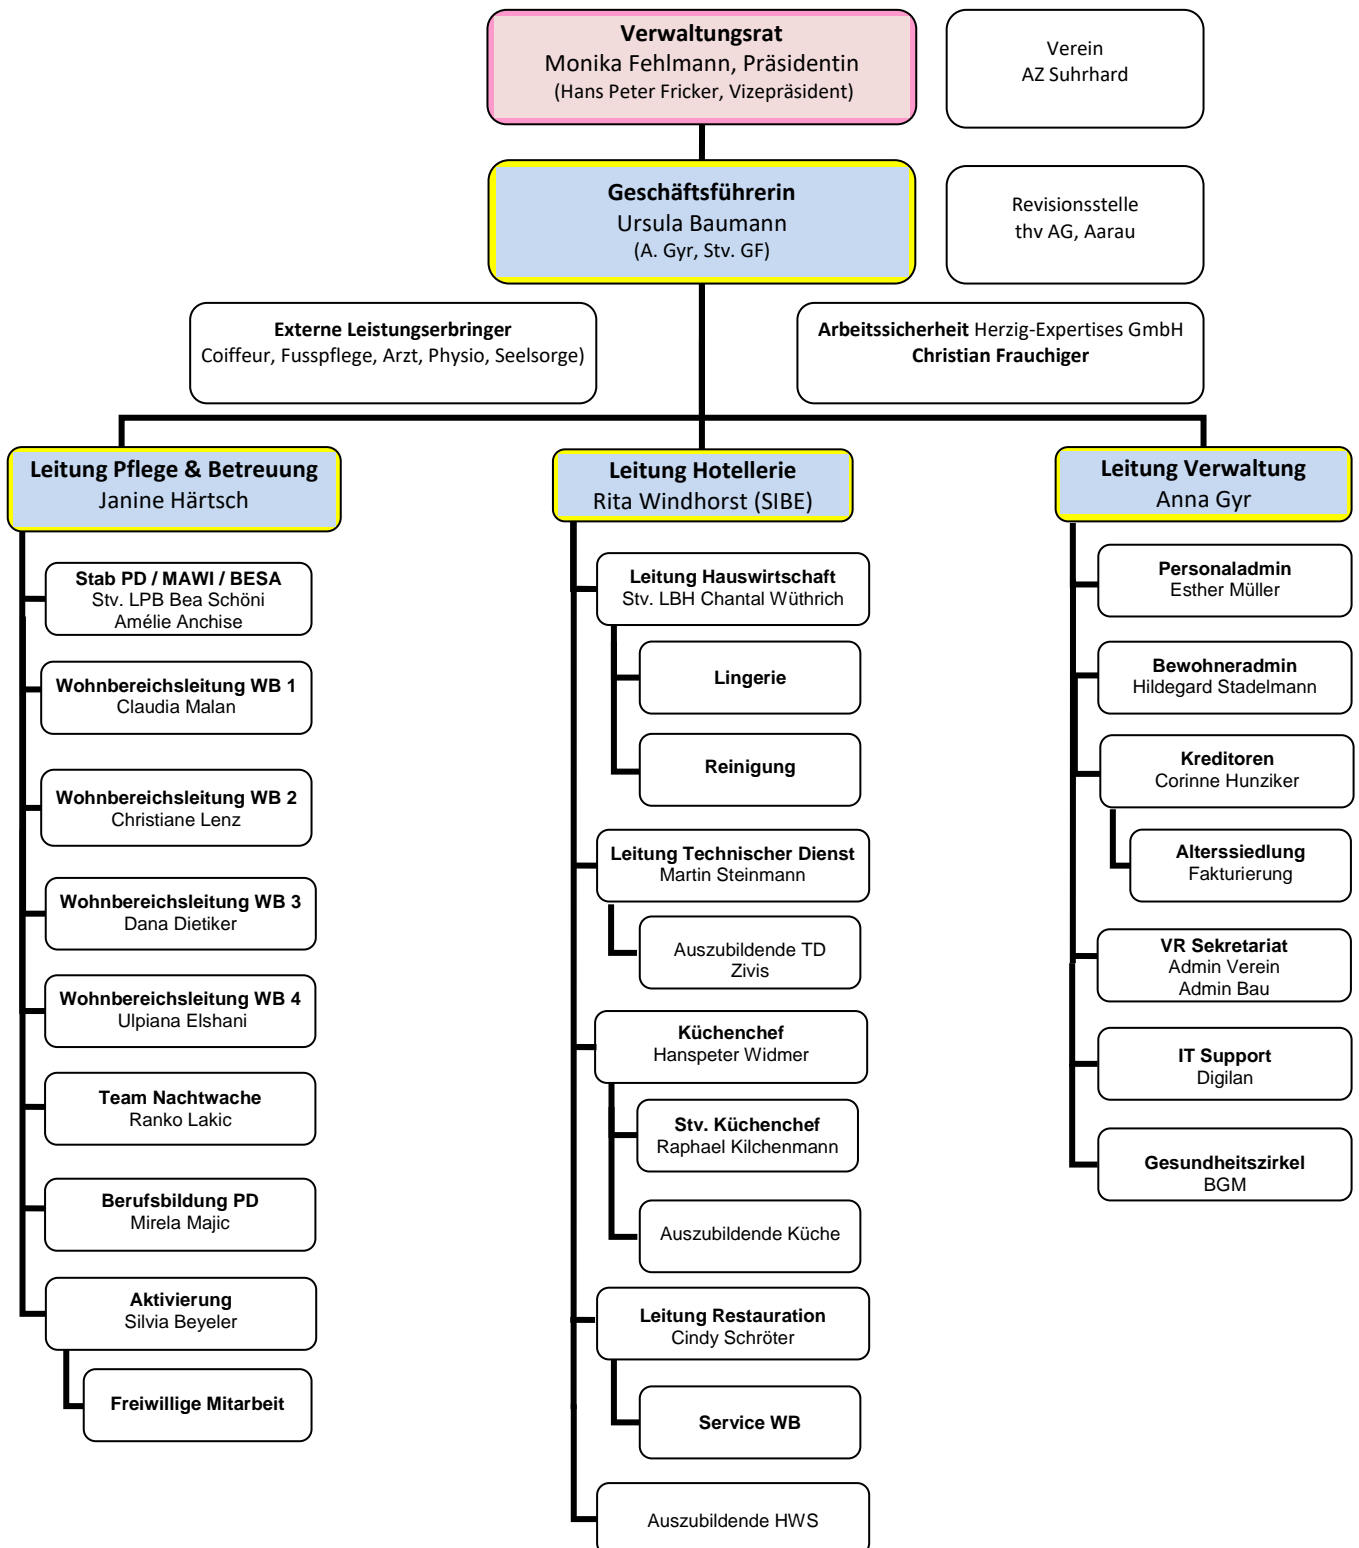 Verwaltungsrat
Monika Fehlmann, Präsidentin
(Hans Peter Fricker, Vizepräsident)
Verein
AZ Suhrhard
Geschäftsführerin
Ursula Baumann
(A. Gyr, Stv. GF)
Revisionsstelle
thv AG, Aarau
Externe Leistungserbringer
Coiffeur, Fusspflege, Arzt, Physio, Seelsorge)
Arbeitssicherheit Herzig-Expertises GmbH
Christian Frauchiger
Leitung Pflege & Betreuung
Janine Härtsch
Stab PD / MAWI / BESA
Stv. LPB Bea Schöni
Amélie Anchise
Wohnbereichsleitung WB 1
Claudia Malan
Wohnbereichsleitung WB 2
Christiane Lenz
Wohnbereichsleitung WB 3
Dana Dietiker
Wohnbereichsleitung WB 4
Ulpiana Elshani
Team Nachtwache
Ranko Lakic
Berufsbildung PD
Mirela Majic
Aktivierung
Silvia Beyeler
Freiwillige Mitarbeit
Leitung Hotellerie
Rita Windhorst (SIBE)
Leitung Hauswirtschaft
Stv. LBH Chantal Wüthrich
Lingerie
Reinigung
Leitung Technischer Dienst
Martin Steinmann
Auszubildende TD
Zivis
Küchenchef
Hanspeter Widmer
Stv. Küchenchef
Raphael Kilchenmann
Auszubildende Küche
Leitung Restauration
Cindy Schröter
Service WB
Auszubildende HWS
Leitung Verwaltung
Anna Gyr
Personaladmin
Esther Müller
Bewohneradmin
Hildegard Stadelmann
Kreditoren
Corinne Hunziker
Alterssiedlung
Fakturierung
VR Sekretariat
Admin Verein
Admin Bau
IT Support
Digilan
Gesundheitszirkel
BGM